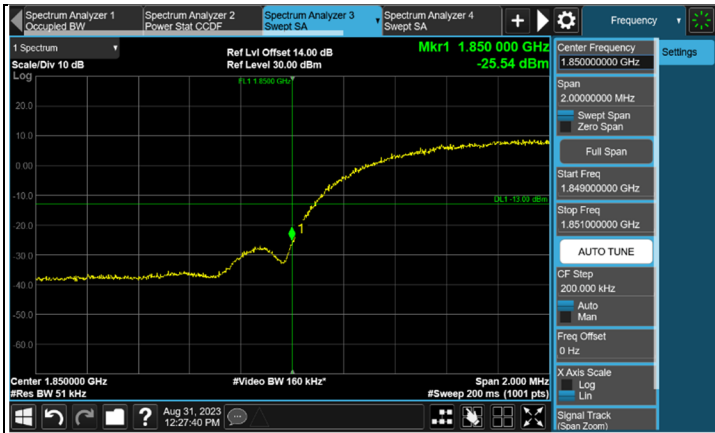 Spectrum Analyzer 1
Occupied BW
Spectrum Analyzer 2
Power Stat CCDF
Spectrum Analyzer 3
Swept SA
Spectrum Analyzer 4
Swept SA
Frequency
1 Spectrum
Scale/Div 10 dB
Log
Ref Lvl Offset 14.00 dB
Ref Level 30.00 dBm
Mkr1 1.850 000 GHz
-25.54 dBm
FL1 1.8500 GHz
20.0
10.0
0.00
-10.0
-20.0
-30.0
-40.0
-50.0
-60.0
DL1 -13.00 dBm
1
Center 1.850000 GHz
#Res BW 51 kHz
#Video BW 160 kHz*
Span 2.000 MHz
#Sweep 200 ms (1001 pts)
Aug 31, 2023
12:27:40 PM
Center Frequency
1.850000000 GHz
Settings
Span
2.00000000 MHz
Swept Span
Zero Span
Full Span
Start Freq
1.849000000 GHz
Stop Freq
1.851000000 GHz
AUTO TUNE
CF Step
200.000 kHz
Auto
Man
Freq Offset
0 Hz
X Axis Scale
Log
Lin
Signal Track
(Span Zoom)